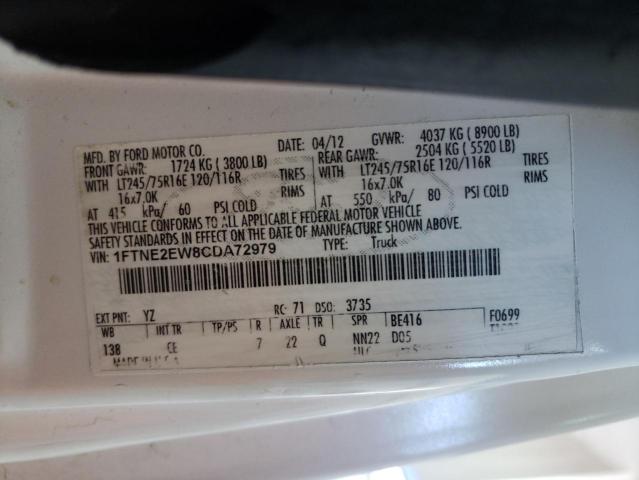 MFD. BY FORD MOTOR CO. DATE: 04/12 GVWR: 4037 KG ( 8900 LB)
FRONT GAWR: 1724 KG ( 3800 LB) REAR GAWR: 2504 KG ( 5520 LB)
WITH LT245/75R16E 120/116R TIRES WITH LT245/75R16E 120/116R TIRES
16x7.0K RIMS 16x7.0K RIMS
AT 415 kPa/ 60 PSI COLD AT 550 kPa/ 80 PSI COLD
THIS VEHICLE CONFORMS TO ALL APPLICABLE FEDERAL MOTOR VEHICLE
SAFETY STANDARDS IN EFFECT ON THE DATE OF MANUFACTURE SHOWN ABOVE.
VIN: 1FTNE2EW8CDA72979 TYPE: Truck
EXT PNT: YZ RC: 71 DSO: 3735
WB INT TR TP/PS R AXLE TR SPR BE416 F0699
138 CE 7 22 Q NN22 D05
MADE IN U.S.A.